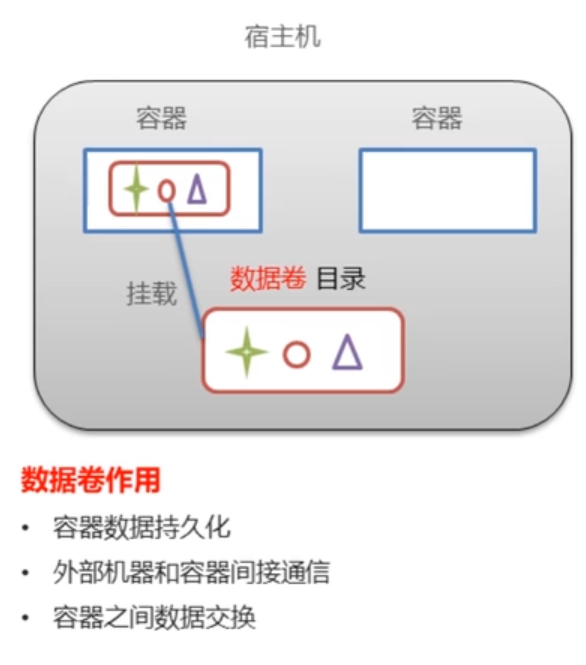 宿主机
容器
容器
挂载
数据卷 目录
数据卷作用
• 容器数据持久化
• 外部机器和容器间接通信
• 容器之间数据交换